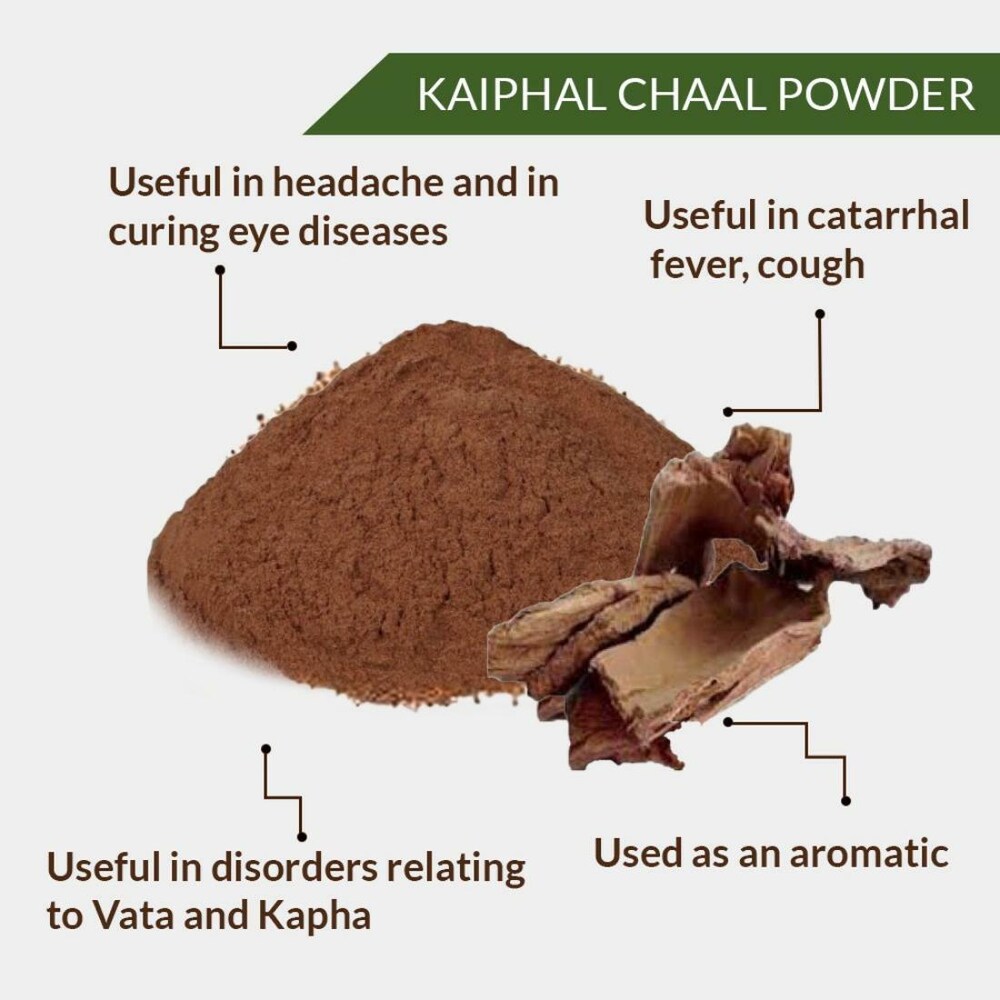 KAIPHAL CHAAL POWDER
Useful in headache and in
curing eye diseases
Useful in catarrhal
fever, cough
Useful in disorders relating
to Vata and Kapha
Used as an aromatic